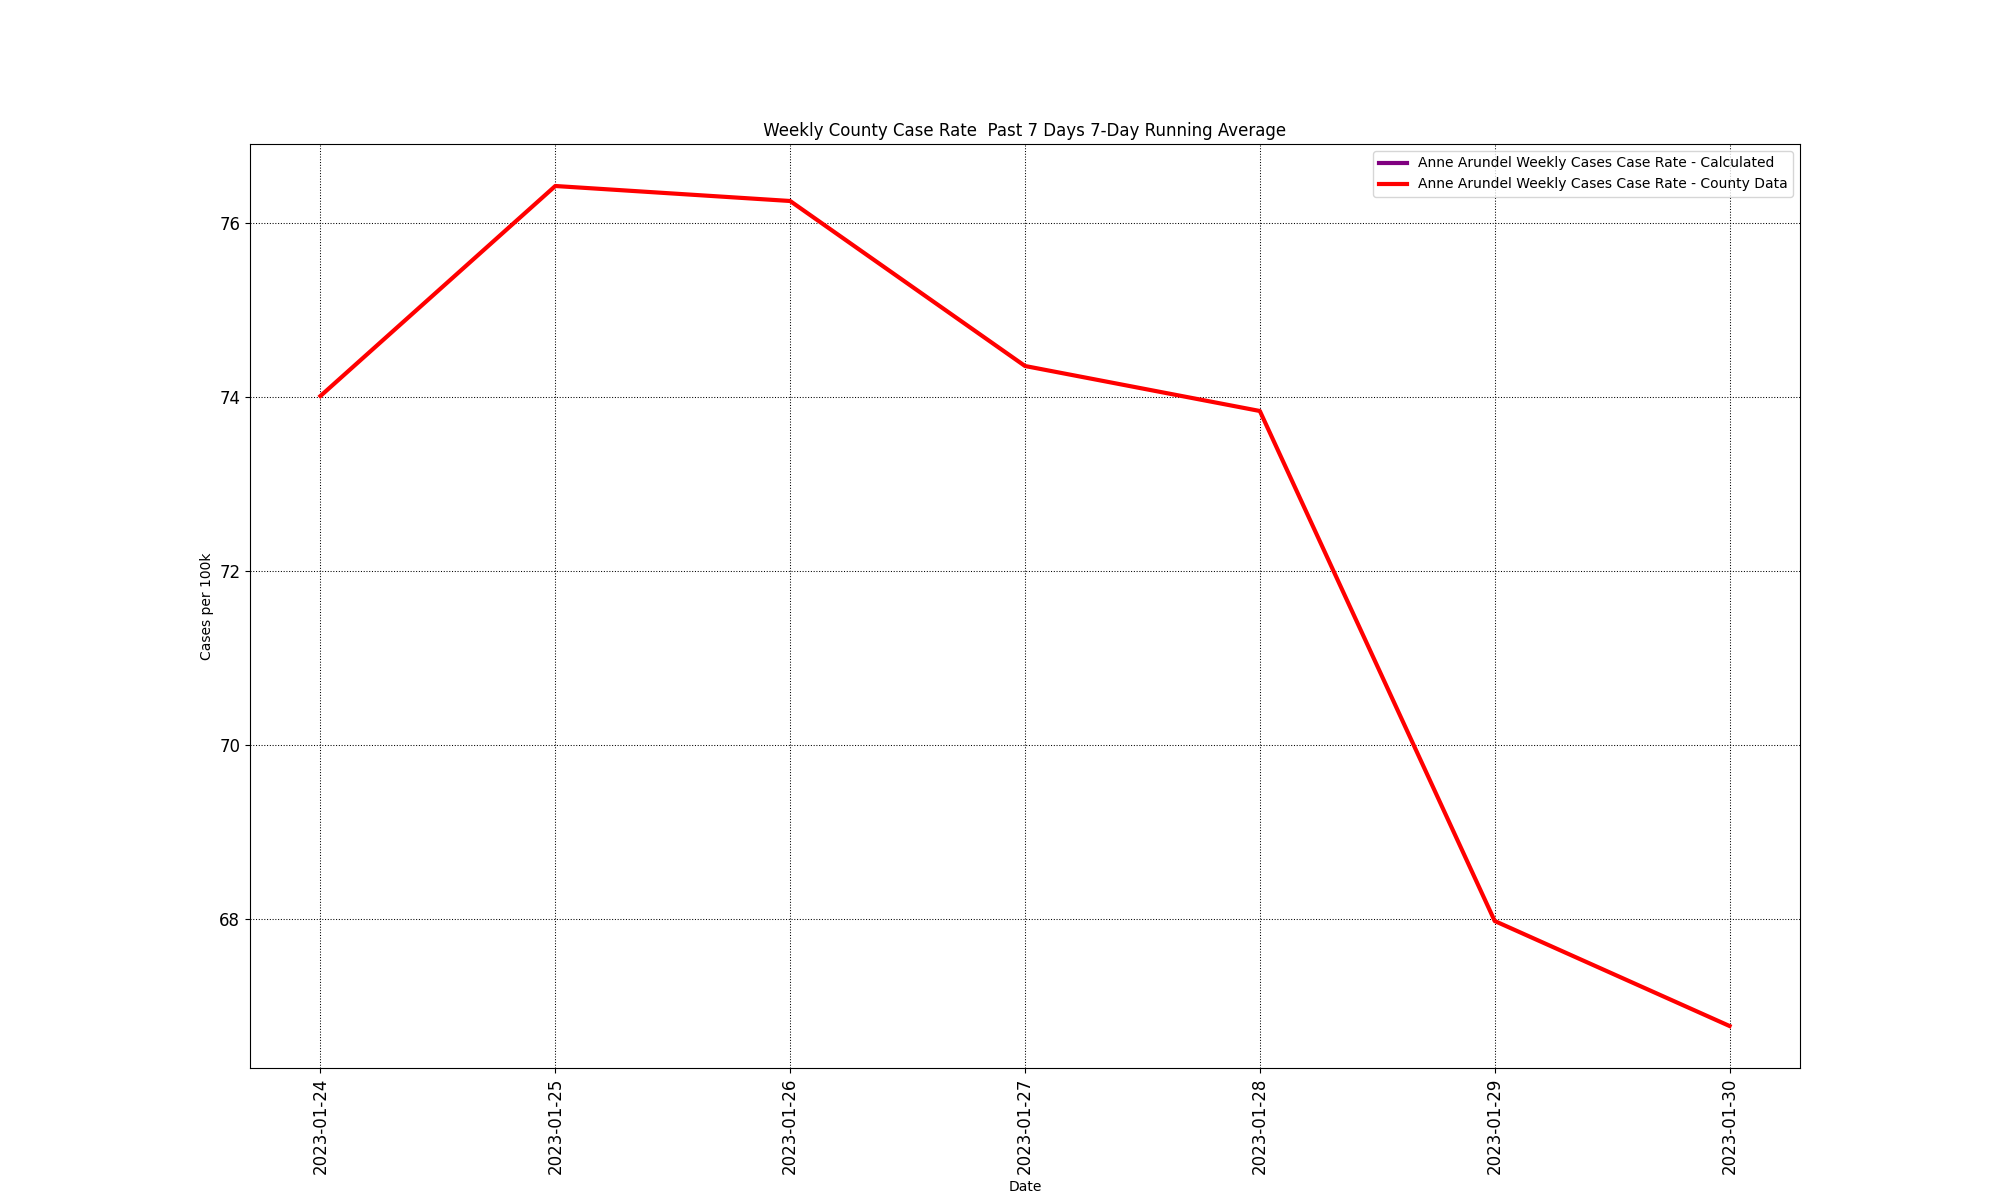 Weekly County Case Rate  Past 7 Days 7-Day Running Average
Anne Arundel Weekly Cases Case Rate - Calculated
Anne Arundel Weekly Cases Case Rate - County Data
76
74
72
70
68
Cases per 100k
2023-01-24
2023-01-25
2023-01-26
2023-01-27
2023-01-28
2023-01-29
2023-01-30
Date